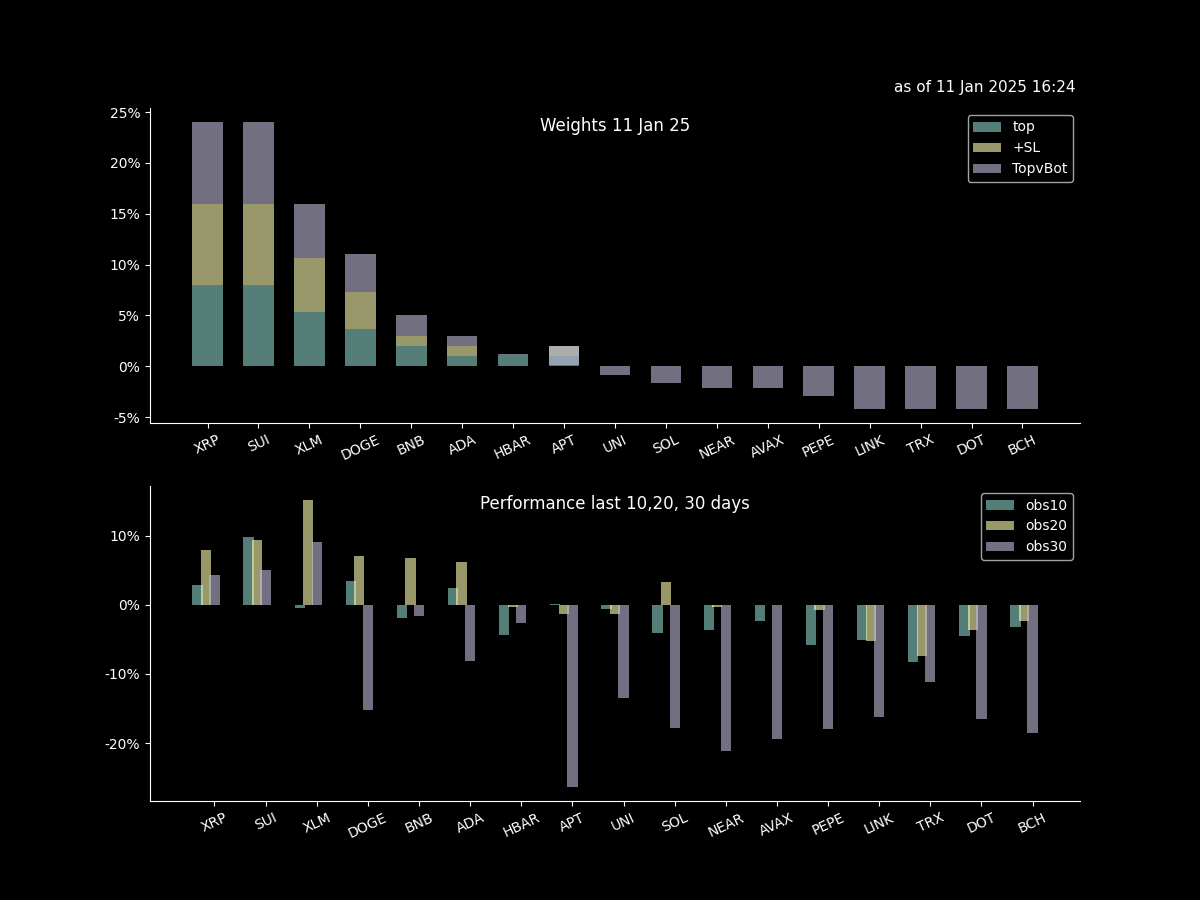 as of 11 Jan 2025 16:24
Weights 11 Jan 25
top
+SL
TopvBot
25%
20%
15%
10%
5%
0%
-5%
XRP SUI XLM DOGE BNB ADA HBAR APT UNI SOL NEAR AVAX PEPE LINK TRX DOT BCH
Performance last 10,20, 30 days
obs10
obs20
obs30
10%
0%
-10%
-20%
XRP SUI XLM DOGE BNB ADA HBAR APT UNI SOL NEAR AVAX PEPE LINK TRX DOT BCH